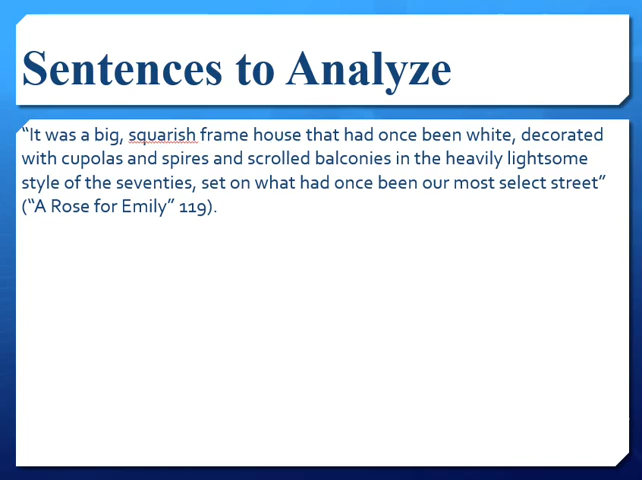 Sentences to Analyze
“It was a big, squarish frame house that had once been white, decorated
with cupolas and spires and scrolled balconies in the heavily lightsome
style of the seventies, set on what had once been our most select street”
(“A Rose for Emily” 119).